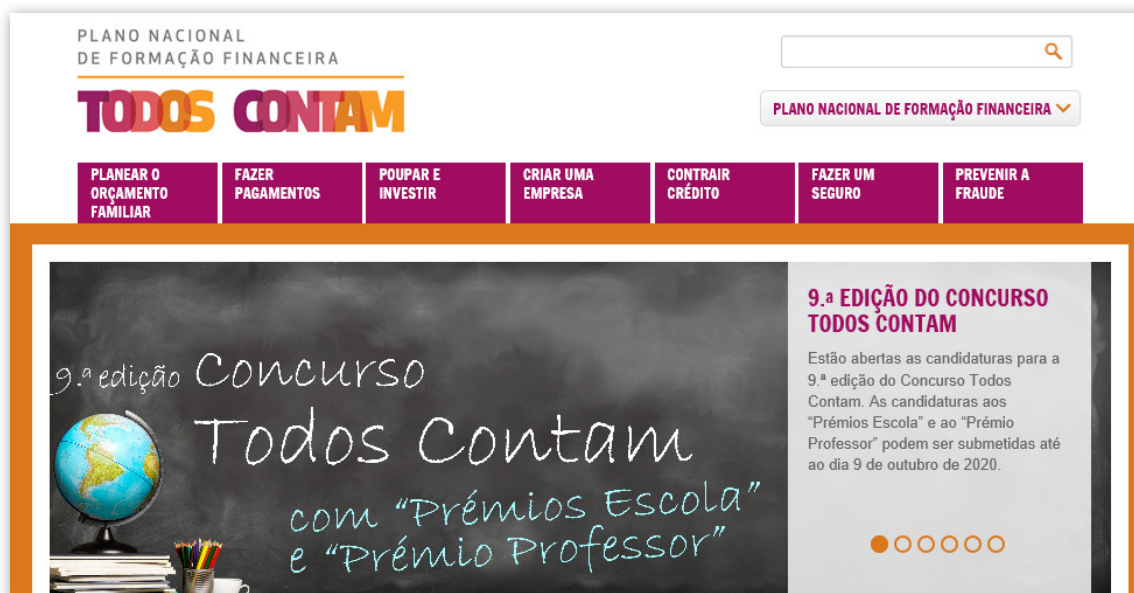 PLANO NACIONAL
DE FORMAÇÃO FINANCEIRA
TODOS CONTAM
PLANO NACIONAL DE FORMAÇÃO FINANCEIRA
PLANEAR O
ORÇAMENTO
FAMILIAR
FAZER
PAGAMENTOS
POUPAR E
INVESTIR
CRIAR UMA
EMPRESA
CONTRAIR
CRÉDITO
FAZER UM
SEGURO
PREVENIR A
FRAUDE
9.ª edição Concurso
Todos Contam
com “Prémios Escola”
e “Prémio Professor”
9.ª EDIÇÃO DO CONCURSO
TODOS CONTAM
Estão abertas as candidaturas para a
9.ª edição do Concurso Todos
Contam. As candidaturas aos
“Prémios Escola” e ao “Prémio
Professor” podem ser submetidas até
ao dia 9 de outubro de 2020.